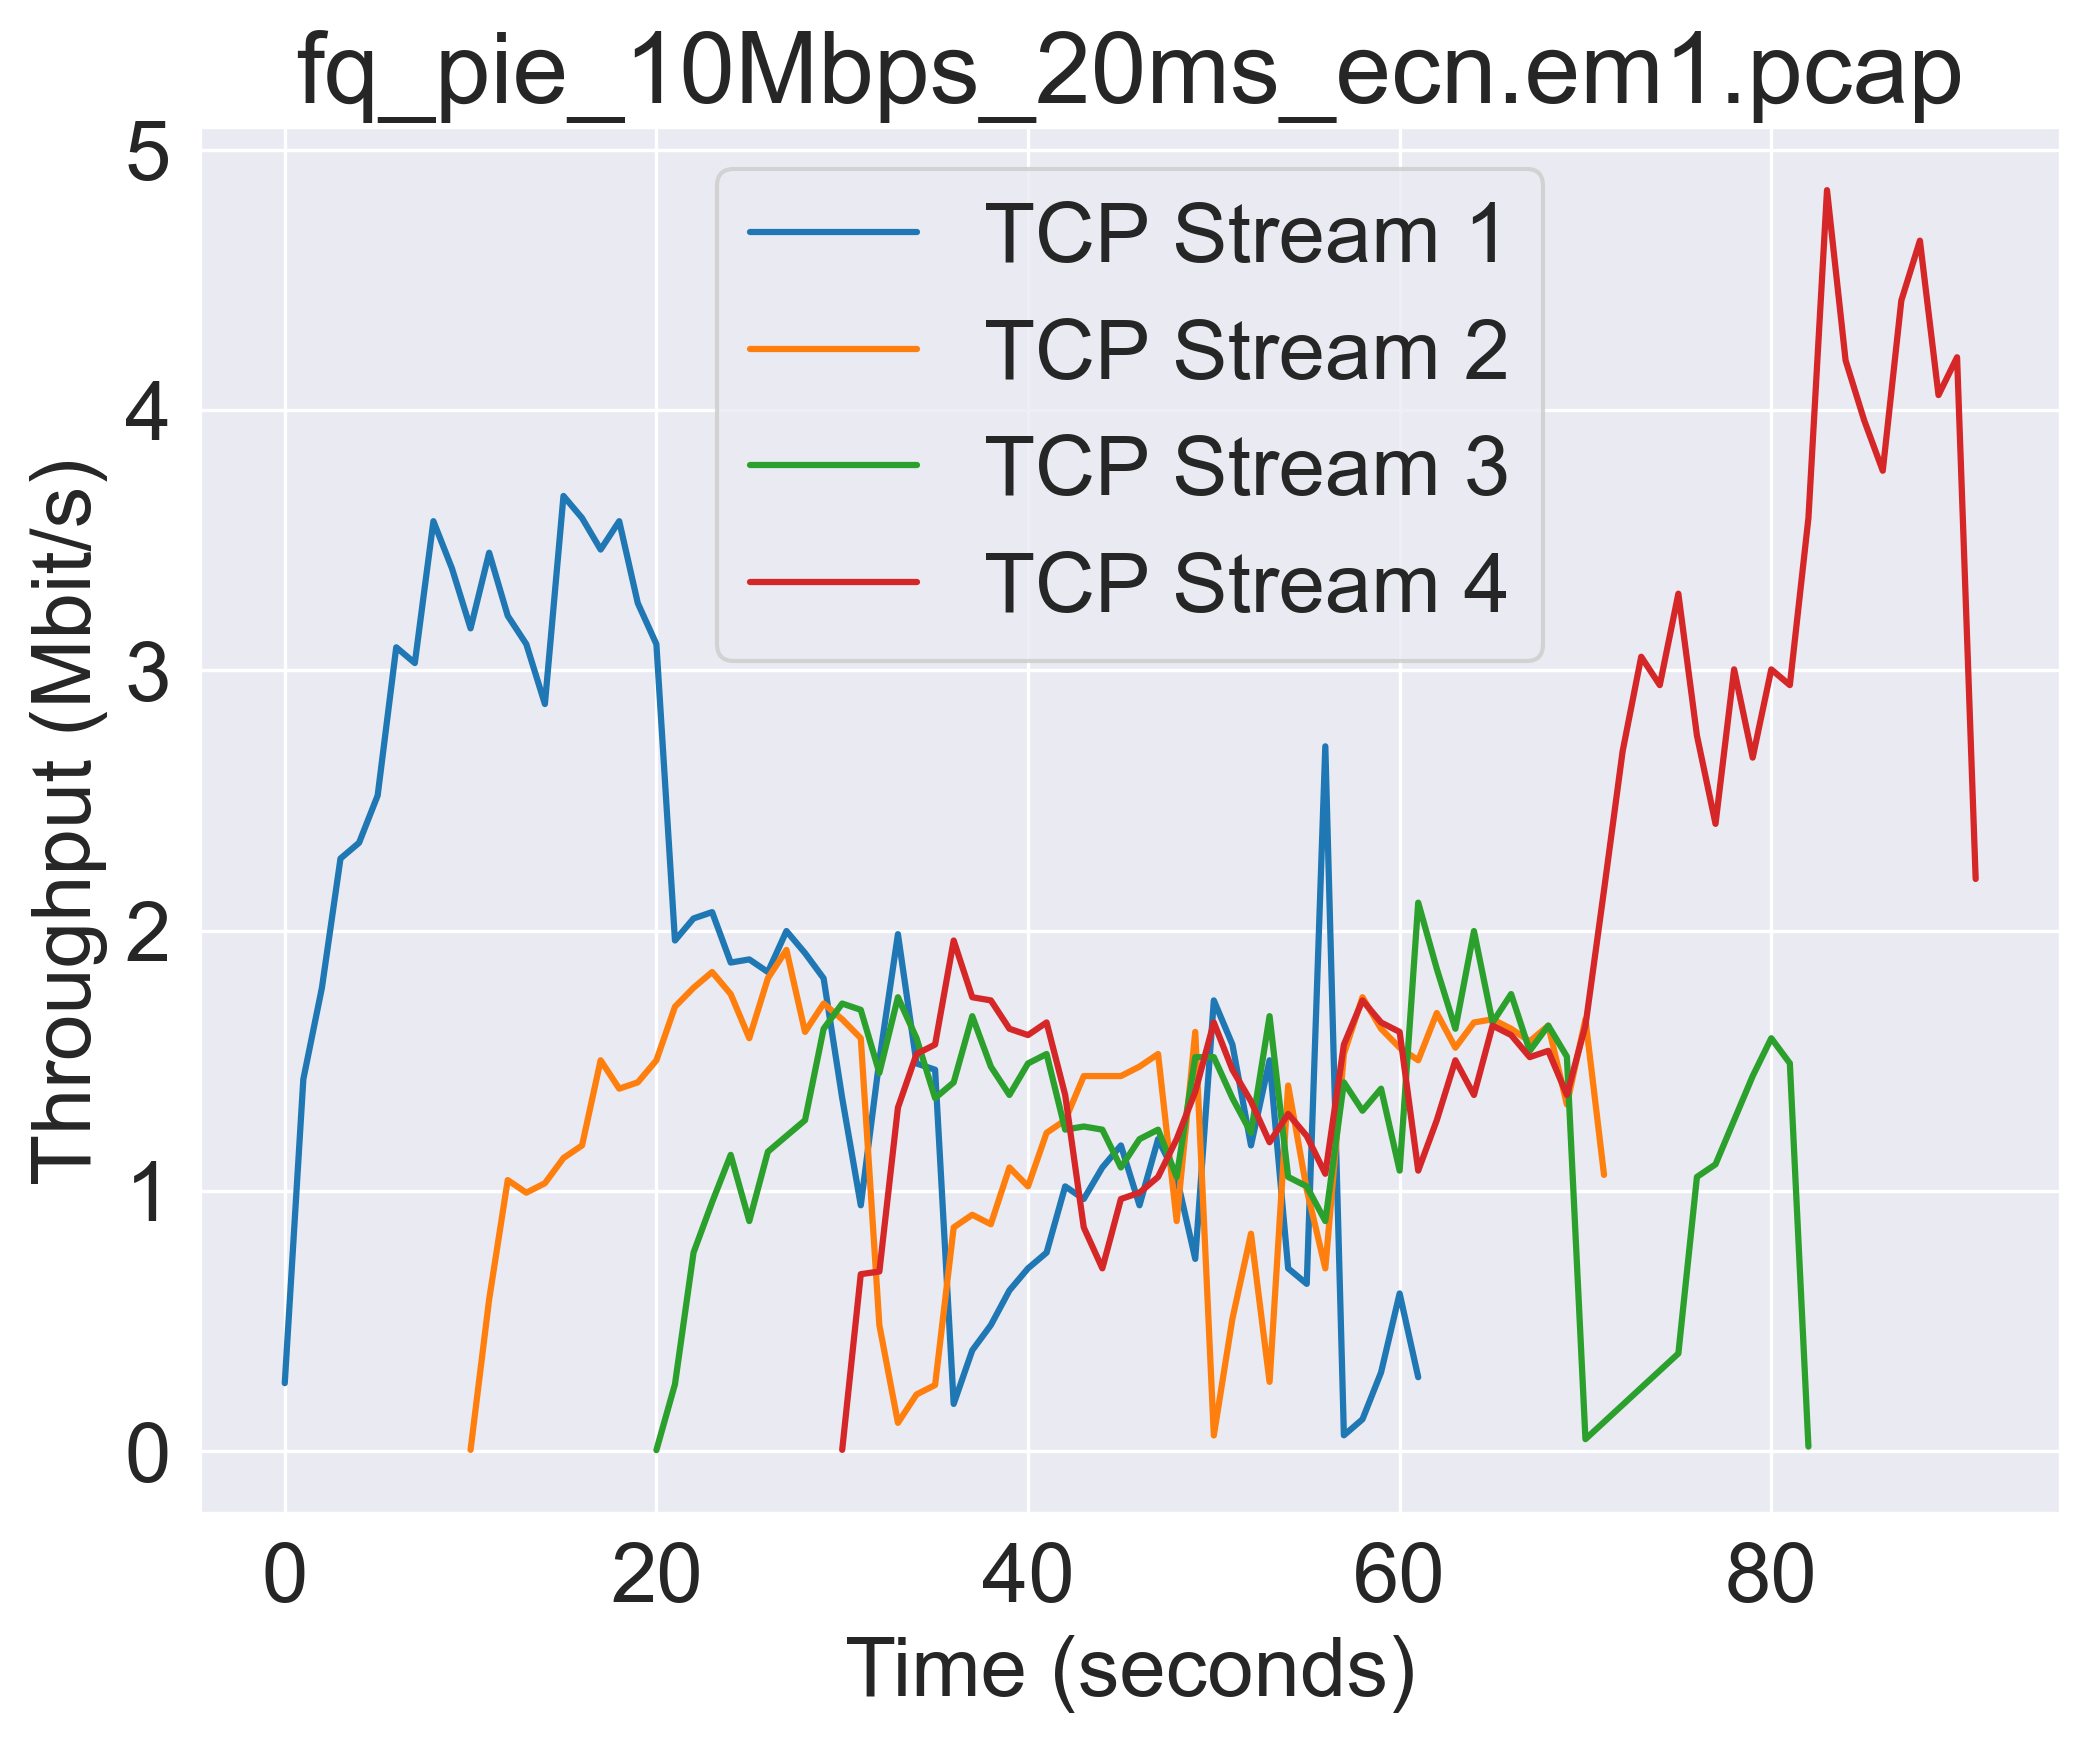 fq_pie_10Mbps_20ms_ecn.em1.pcap
5
4
3
2
1
0
Throughput (Mbit/s)
TCP Stream 1
TCP Stream 2
TCP Stream 3
TCP Stream 4
0 20 40 60 80
Time (seconds)